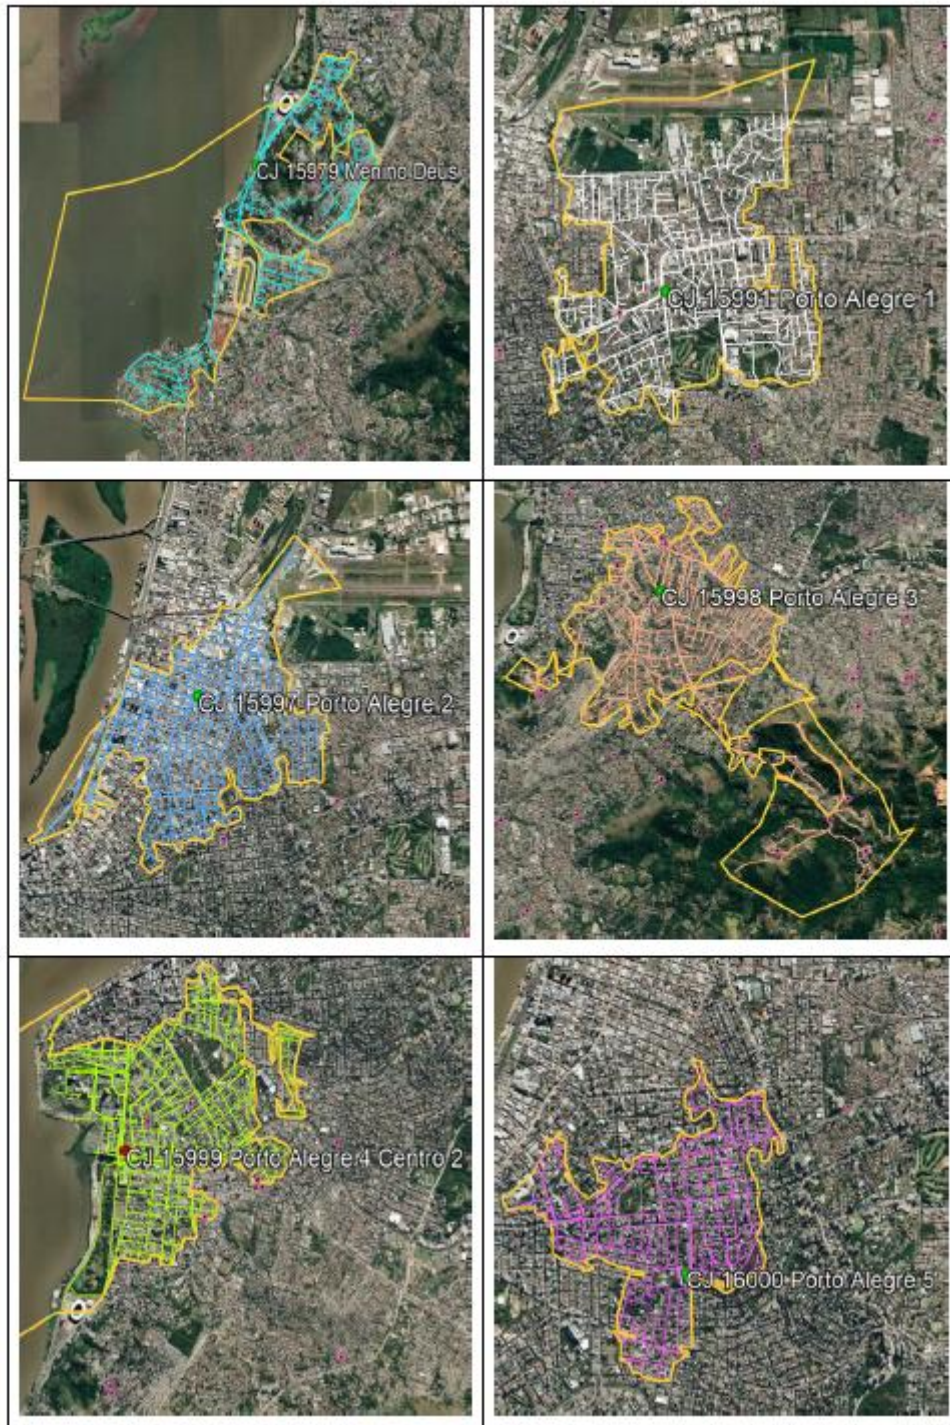 CJ 15979 Menino Deus
CJ 15991 Porto Alegre 1
CJ 15997 Porto Alegre 2
CJ 15998 Porto Alegre 3
CJ 15999 Porto Alegre 4 Centro 2
CJ 16000 Porto Alegre 5